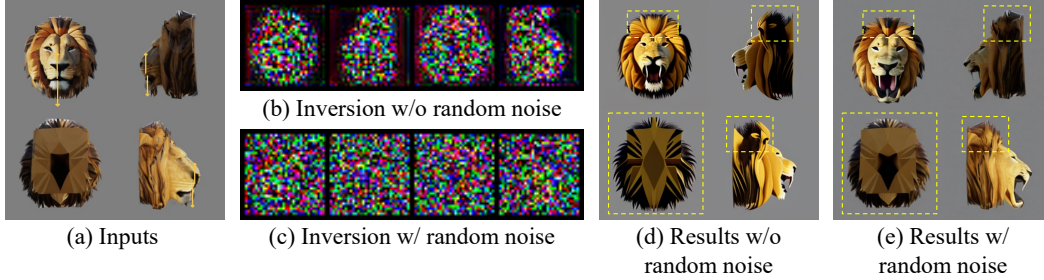 (a) Inputs
(b) Inversion w/o random noise
(c) Inversion w/ random noise
(d) Results w/o
random noise
(e) Results w/
random noise